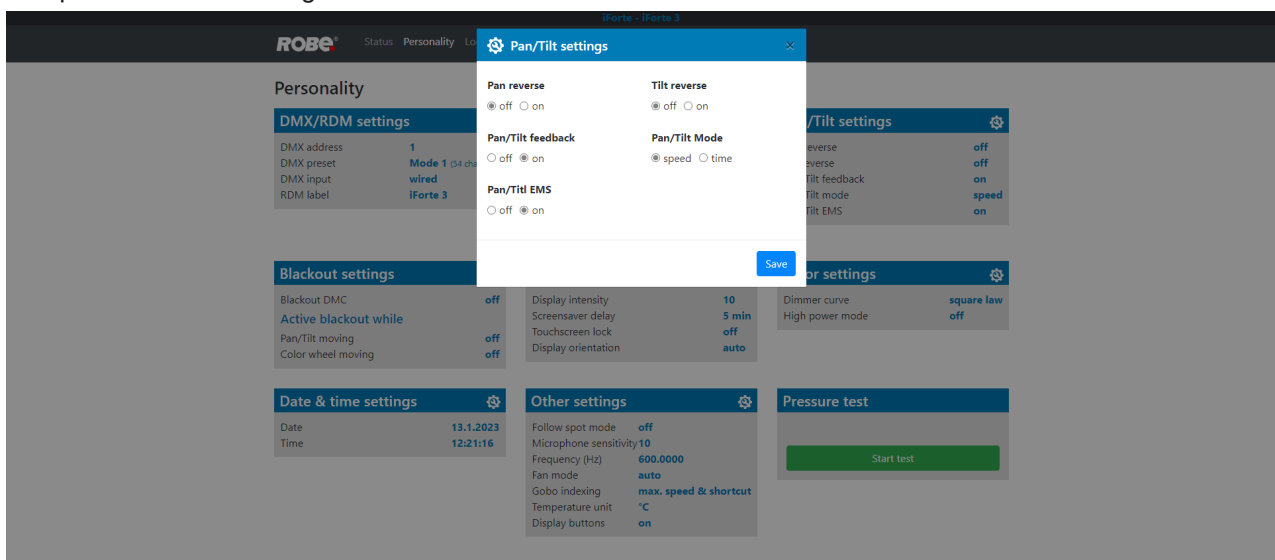 iForte - iForte 3
ROBE® Status Personality Lo
Pan/Tilt settings ×
Pan reverse Tilt reverse
off on off on
Pan/Tilt feedback Pan/Tilt Mode
off on speed time
Pan/Titl EMS
off on
Save
Personality
DMX/RDM settings
DMX address 1
DMX preset Mode 1 (54 cha
DMX input wired
RDM label iForte 3
/Tilt settings
everse off
everse off
Tilt feedback on
Tilt mode speed
Tilt EMS on
Blackout settings
Blackout DMC off
Active blackout while
Pan/Tilt moving off
Color wheel moving off
Display intensity 10
Screensaver delay 5 min
Touchscreen lock off
Display orientation auto
or settings
Dimmer curve square law
High power mode off
Date & time settings
Date 13.1.2023
Time 12:21:16
Other settings
Follow spot mode off
Microphone sensitivity 10
Frequency (Hz) 600.0000
Fan mode auto
Gobo indexing max. speed & shortcut
Temperature unit °C
Display buttons on
Pressure test
Start test